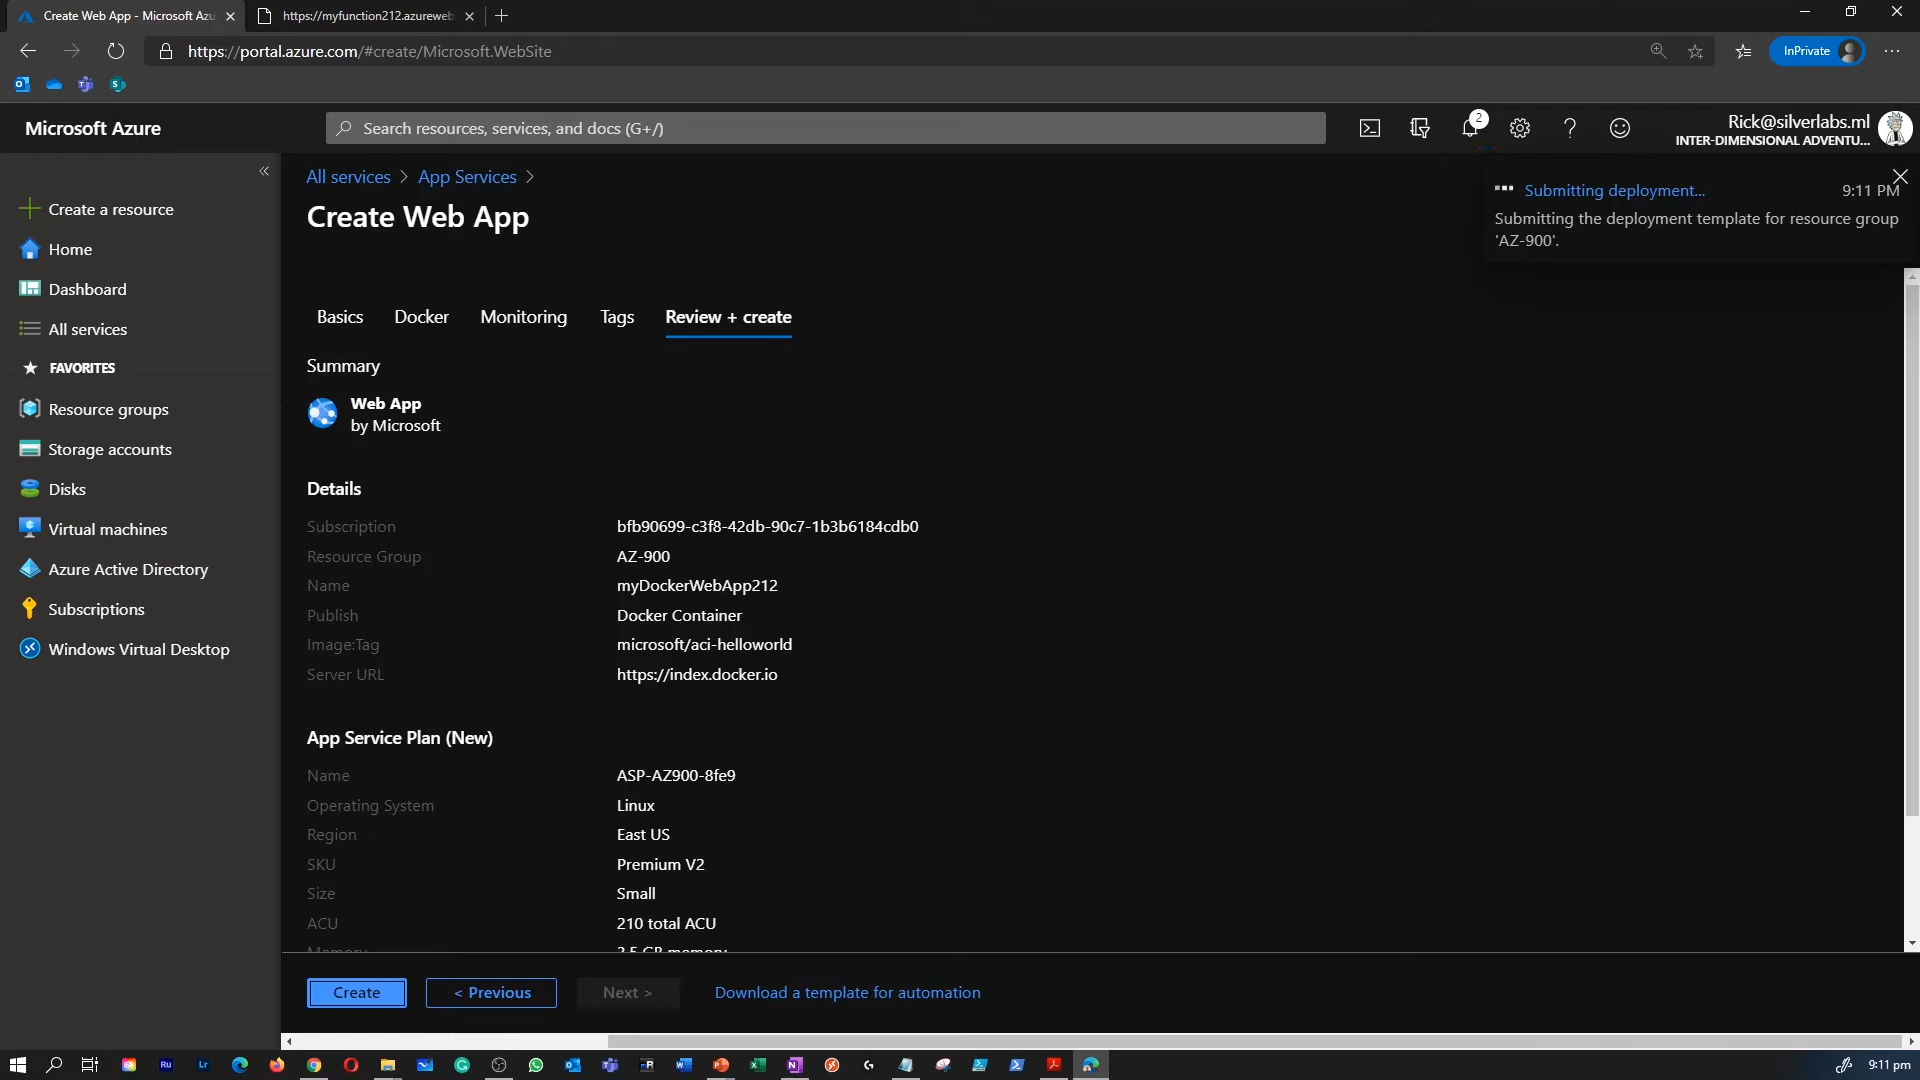 Create Web App - Microsoft Azu
https://myfunction212.azureweb
https://portal.azure.com/#create/Microsoft.WebSite
InPrivate
Microsoft Azure
Search resources, services, and docs (G+/)
2
Rick@silverlabs.ml
INTER-DIMENSIONAL ADVENTU...
All services
App Services
Create Web App
Submitting deployment...
9:11 PM
Submitting the deployment template for resource group
'AZ-900'.
Create a resource
Home
Dashboard
All services
FAVORITES
Resource groups
Storage accounts
Disks
Virtual machines
Azure Active Directory
Subscriptions
Windows Virtual Desktop
Basics
Docker
Monitoring
Tags
Review + create
Summary
Web App
by Microsoft
Details
Subscription bfb90699-c3f8-42db-90c7-1b3b6184cdb0
Resource Group AZ-900
Name myDockerWebApp212
Publish Docker Container
Image:Tag microsoft/aci-helloworld
Server URL https://index.docker.io
App Service Plan (New)
Name ASP-AZ900-8fe9
Operating System Linux
Region East US
SKU Premium V2
Size Small
ACU 210 total ACU
Memory 3.5 GB memory
Create
< Previous
Next >
Download a template for automation
9:11 pm